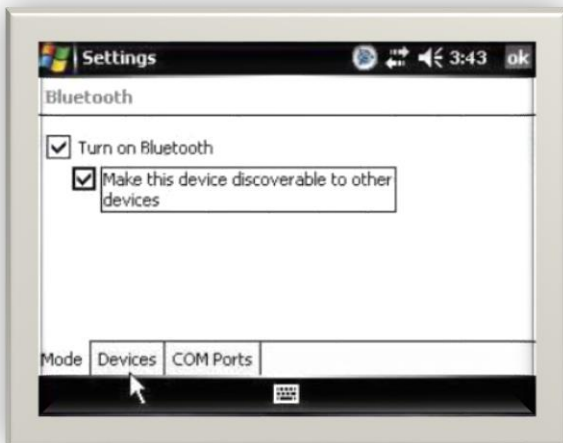 Settings 3:43 ok
Bluetooth
Turn on Bluetooth
Make this device discoverable to other
devices
Mode Devices COM Ports